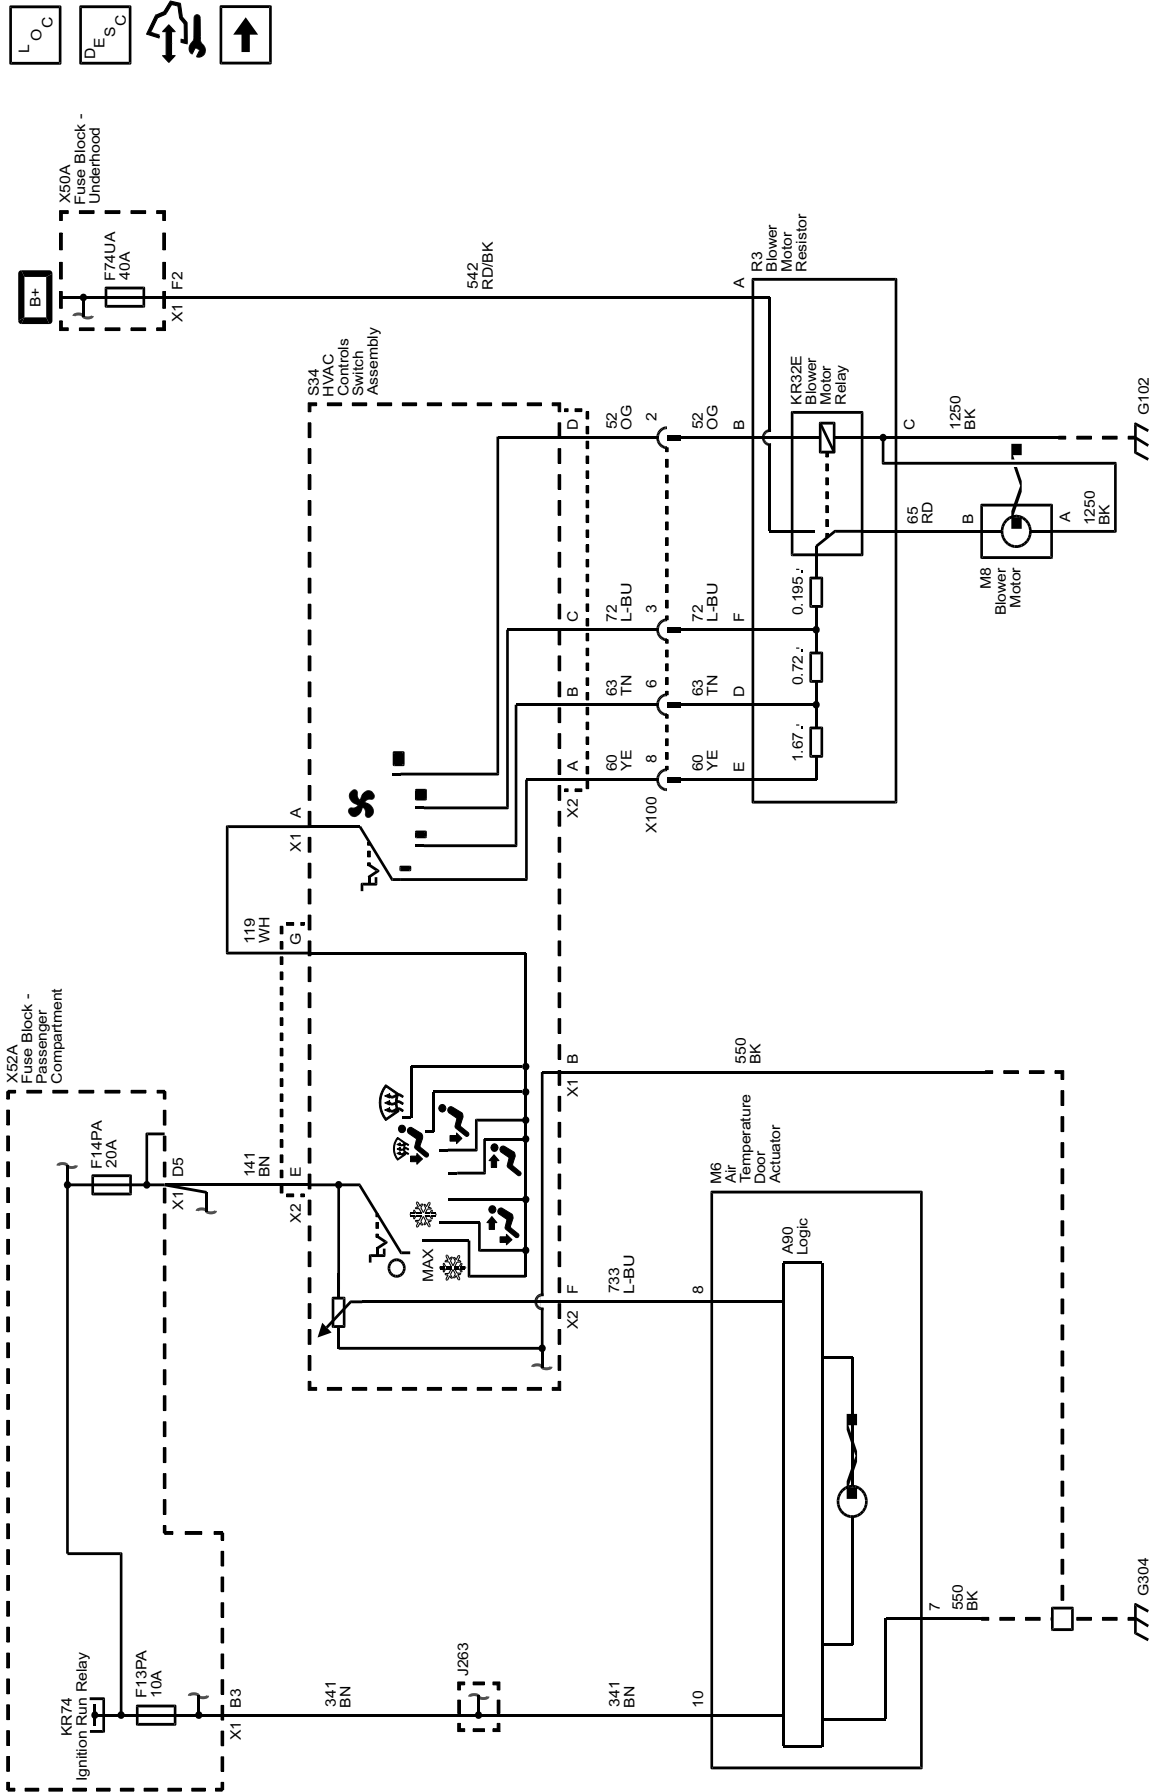 LOC
DESC
B+
X50A
Fuse Block -
Underhood
F74UA
40A
X1
F2
542
RD/BK
A
R3
Blower
Motor
Resistor
KR32E
Blower
Motor
Relay
S34
HVAC
Controls
Switch
Assembly
D
52
OG
2
52
OG
B
C
1250
BK
G102
65
RD
B
A
1250
BK
M8
Blower
Motor
C
72
L-BU
3
72
L-BU
F
0.195
B
63
TN
6
63
TN
D
0.72
X2
A
60
YE
X100
8
60
YE
E
1.67
X1
A
119
WH
G
X52A
Fuse Block -
Passenger
Compartment
F14PA
20A
X1
D5
141
BN
X2
E
MAX
X1
B
550
BK
X2
F
733
L-BU
8
M6
Air
Temperature
Door
Actuator
A90
Logic
KR74
Ignition Run Relay
F13PA
10A
X1
B3
341
BN
J263
341
BN
10
7
550
BK
G304